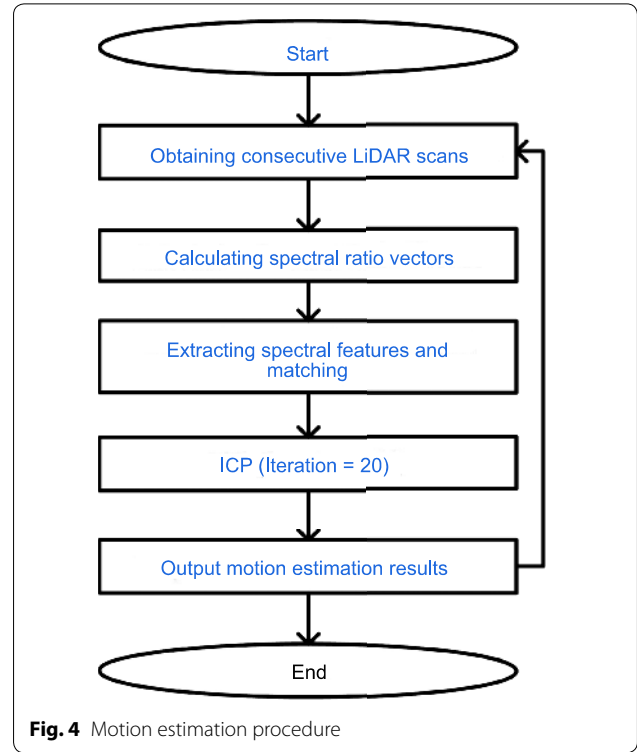 Start
Obtaining consecutive LiDAR scans
Calculating spectral ratio vectors
Extracting spectral features and
matching
ICP (Iteration = 20)
Output motion estimation results
End
Fig. 4 Motion estimation procedure